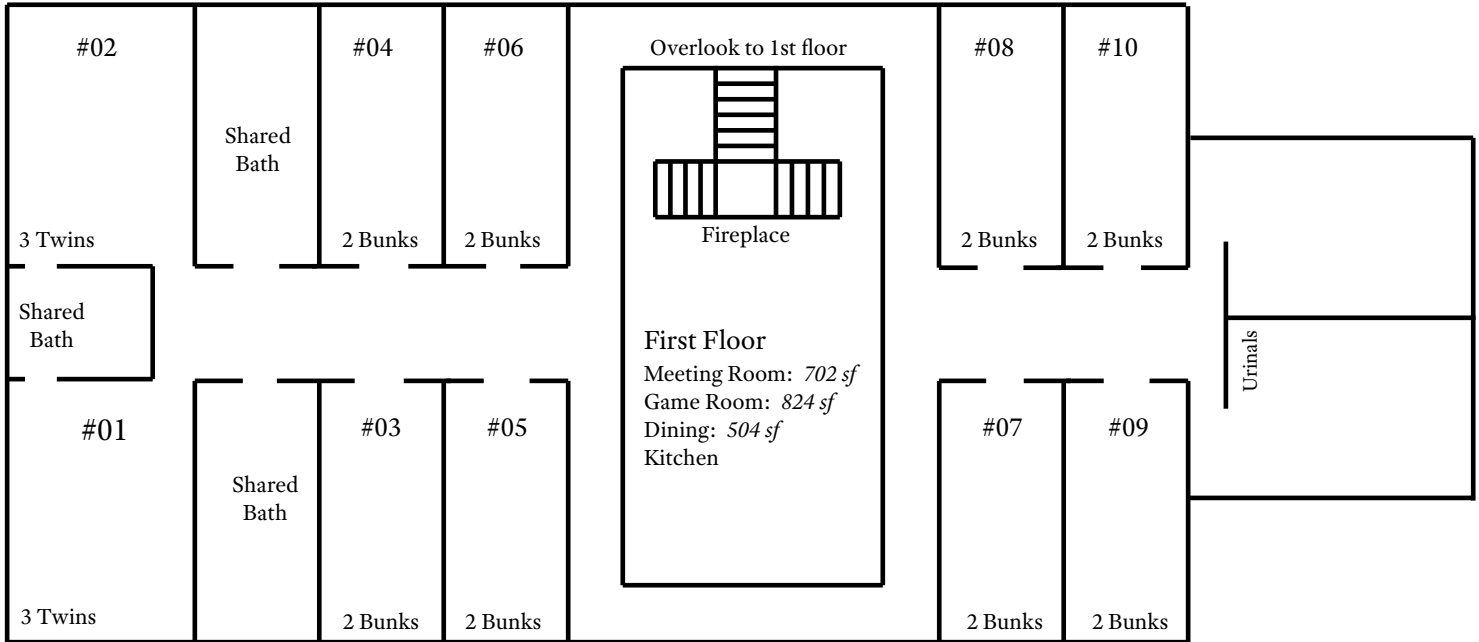 #02
#04
#06
Overlook to 1st floor
#08
#10
Shared
Bath
3 Twins
2 Bunks
2 Bunks
Fireplace
2 Bunks
2 Bunks
Shared
Bath
First Floor
Meeting Room: 702 sf
Game Room: 824 sf
Dining: 504 sf
Kitchen
Urinals
#01
#03
#05
#07
#09
Shared
Bath
3 Twins
2 Bunks
2 Bunks
2 Bunks
2 Bunks